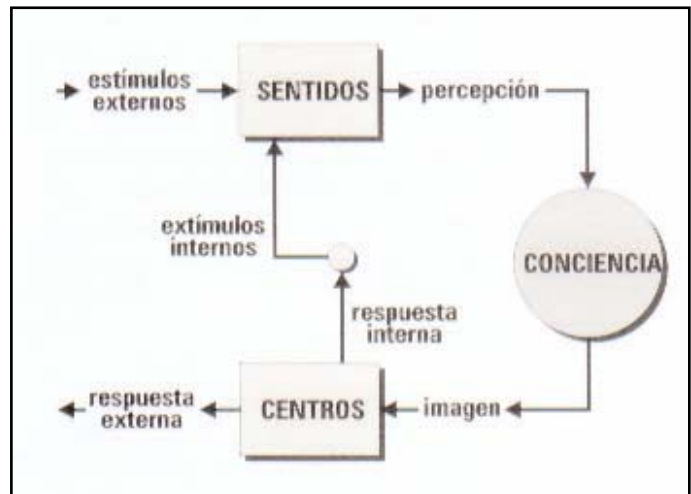 estímulos
externos
SENTIDOS
percepción
extímulos
internos
CONCIENCIA
respuesta
interna
respuesta
externa
CENTROS
imagen